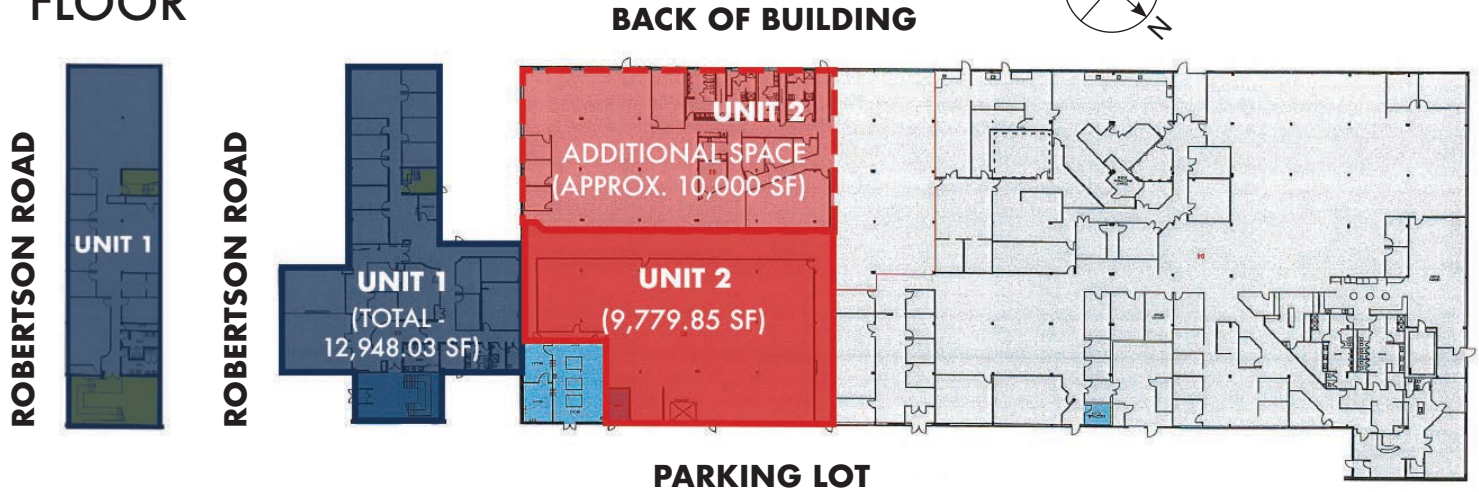 FLOOR
BACK OF BUILDING
N
ROBERTSON ROAD
UNIT 1
ROBERTSON ROAD
UNIT 1
(TOTAL -
12,948.03 SF)
UNIT 2
ADDITIONAL SPACE
(APPROX. 10,000 SF)
UNIT 2
(9,779.85 SF)
PARKING LOT